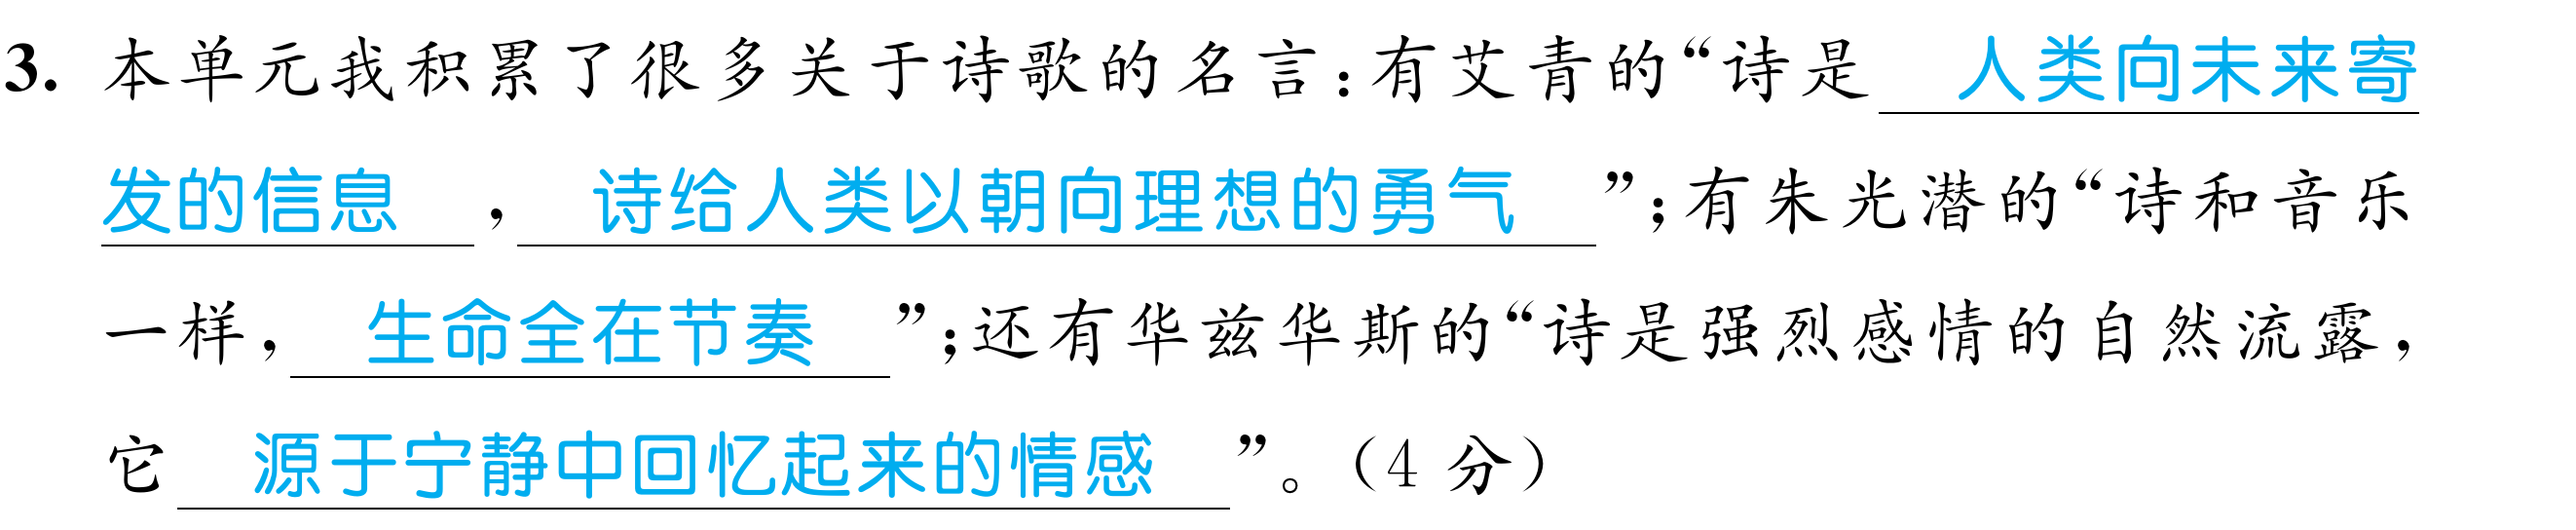 3. 本单元我积累了很多关于诗歌的名言:有艾青的“诗是 人类向未来寄
发的信息 , 诗给人类以朝向理想的勇气 ”;有朱光潜的“诗和音乐
一样, 生命全在节奏 ”;还有华兹华斯的“诗是强烈感情的自然流露,
它 源于宁静中回忆起来的情感 ”。(4 分)